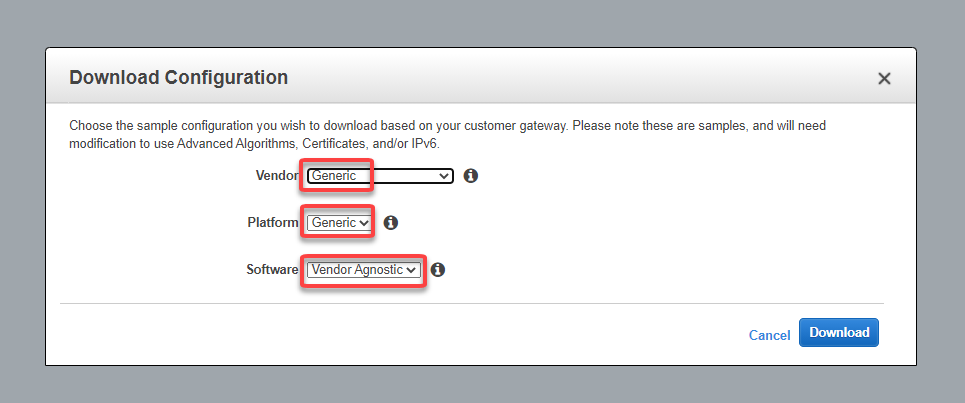 Download Configuration
Choose the sample configuration you wish to download based on your customer gateway. Please note these are samples, and will need
modification to use Advanced Algorithms, Certificates, and/or IPv6.
Vendor Generic
Platform Generic
Software Vendor Agnostic
Cancel Download